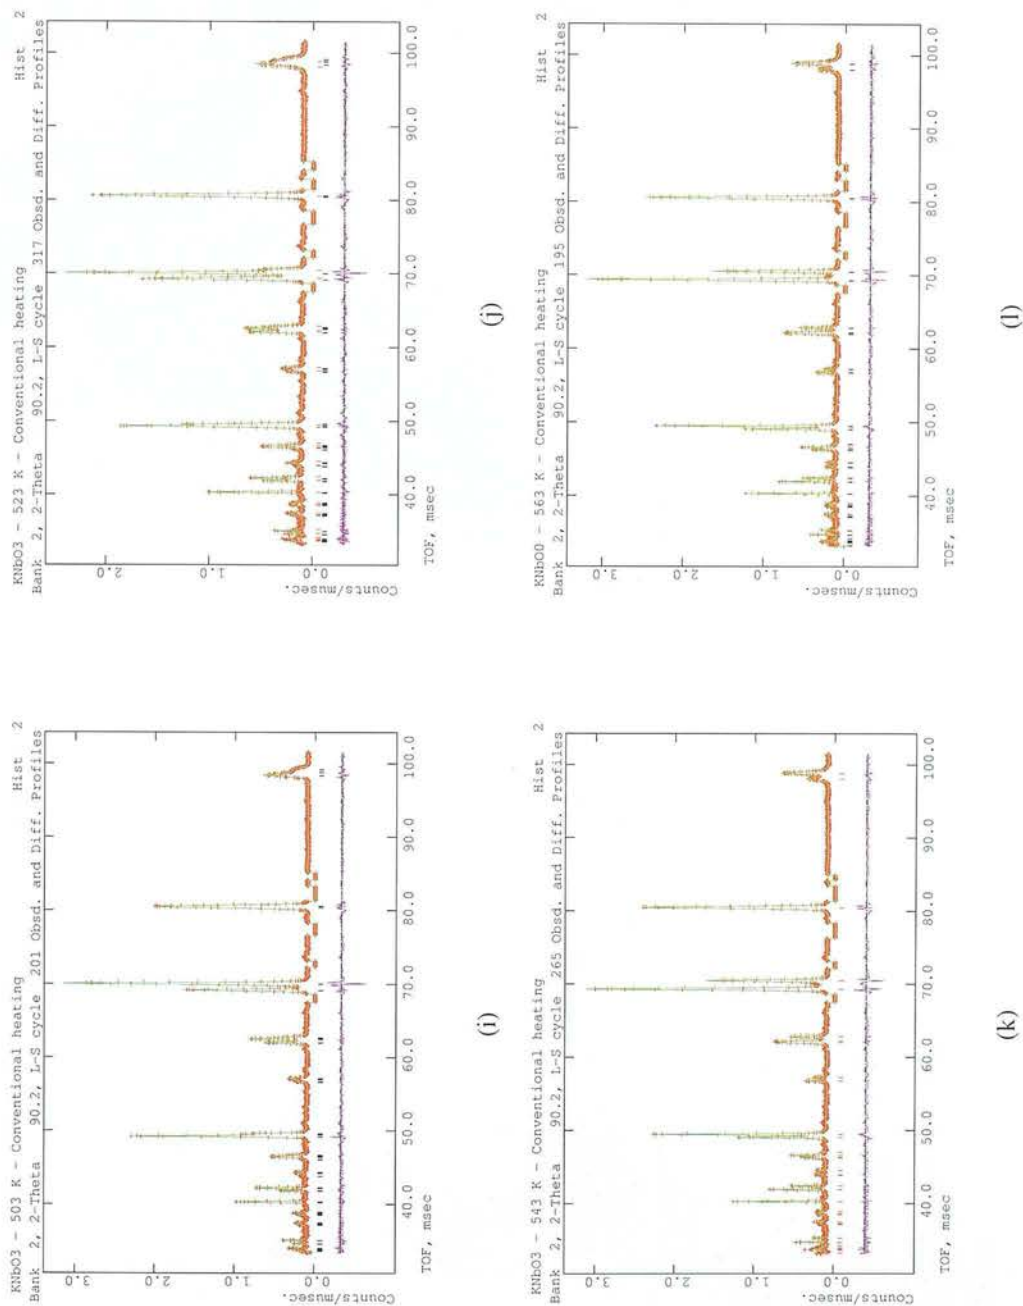 KNbO3 - 503 K - Conventional heating Hist 2
Bank 2, 2-Theta 90.2, L-S cycle 201 Obsd. and Diff. Profiles
Counts/musec.
0.0 1.0 2.0 3.0
40.0 50.0 60.0 70.0 80.0 90.0 100.0
TOF, msec
(i)
KNbO3 - 523 K - Conventional heating Hist 2
Bank 2, 2-Theta 90.2, L-S cycle 317 Obsd. and Diff. Profiles
Counts/musec.
0.0 1.0 2.0
40.0 50.0 60.0 70.0 80.0 90.0 100.0
TOF, msec
(j)
KNbO3 - 543 K - Conventional heating Hist 2
Bank 2, 2-Theta 90.2, L-S cycle 265 Obsd. and Diff. Profiles
Counts/musec.
0.0 1.0 2.0 3.0
40.0 50.0 60.0 70.0 80.0 90.0 100.0
TOF, msec
(k)
KNbO0 - 563 K - Conventional heating Hist 2
Bank 2, 2-Theta 90.2, L-S cycle 195 Obsd. and Diff. Profiles
Counts/musec.
0.0 1.0 2.0 3.0
40.0 50.0 60.0 70.0 80.0 90.0 100.0
TOF, msec
(l)